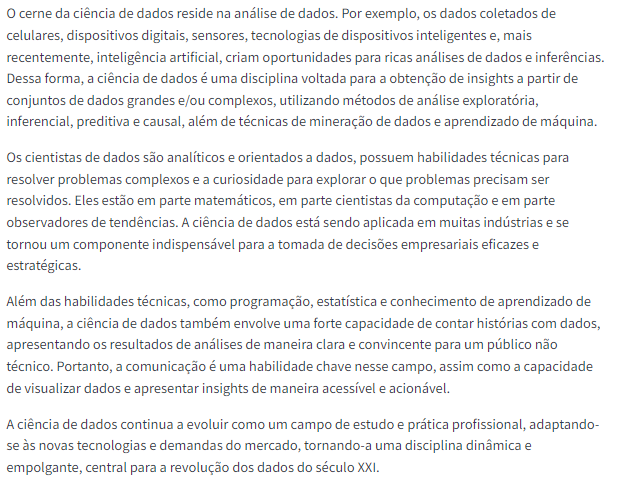 O cerne da ciência de dados reside na análise de dados. Por exemplo, os dados coletados de
celulares, dispositivos digitais, sensores, tecnologias de dispositivos inteligentes e, mais
recentemente, inteligência artificial, criam oportunidades para ricas análises de dados e inferências.
Dessa forma, a ciência de dados é uma disciplina voltada para a obtenção de insights a partir de
conjuntos de dados grandes e/ou complexos, utilizando métodos de análise exploratória,
inferencial, preditiva e causal, além de técnicas de mineração de dados e aprendizado de máquina.
Os cientistas de dados são analíticos e orientados a dados, possuem habilidades técnicas para
resolver problemas complexos e a curiosidade para explorar o que problemas precisam ser
resolvidos. Eles estão em parte matemáticos, em parte cientistas da computação e em parte
observadores de tendências. A ciência de dados está sendo aplicada em muitas indústrias e se
tornou um componente indispensável para a tomada de decisões empresariais eficazes e
estratégicas.
Além das habilidades técnicas, como programação, estatística e conhecimento de aprendizado de
máquina, a ciência de dados também envolve uma forte capacidade de contar histórias com dados,
apresentando os resultados de análises de maneira clara e convincente para um público não
técnico. Portanto, a comunicação é uma habilidade chave nesse campo, assim como a capacidade
de visualizar dados e apresentar insights de maneira acessível e acionável.
A ciência de dados continua a evoluir como um campo de estudo e prática profissional, adaptando-
se às novas tecnologias e demandas do mercado, tornando-a uma disciplina dinâmica e
empolgante, central para a revolução dos dados do século XXI.